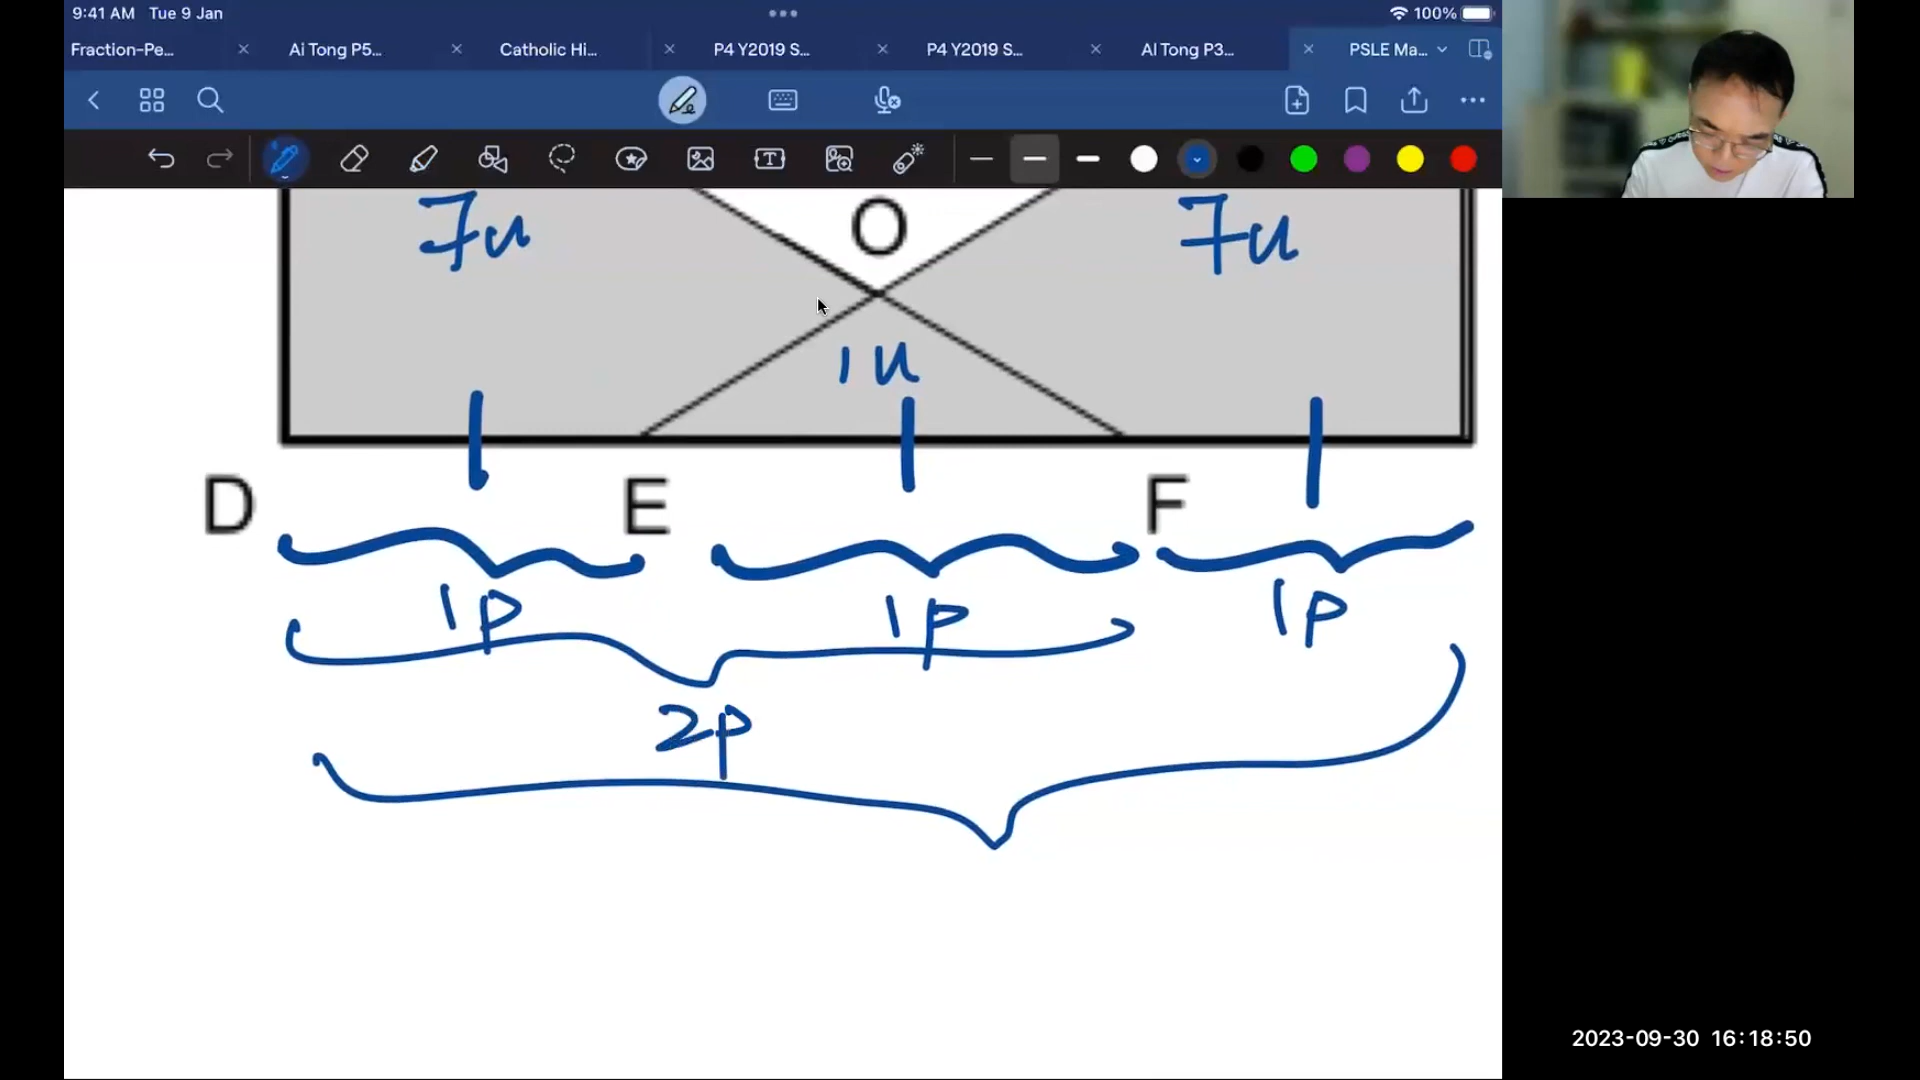 9:41 AM Tue 9 Jan
100%
Fraction-Pe... Ai Tong P5... Catholic Hi... P4 Y2019 S... P4 Y2019 S... AI Tong P3... PSLE Ma...
7u O 7u
1u
D E F
1p 1p 1p
2p
2023-09-30 16:18:50